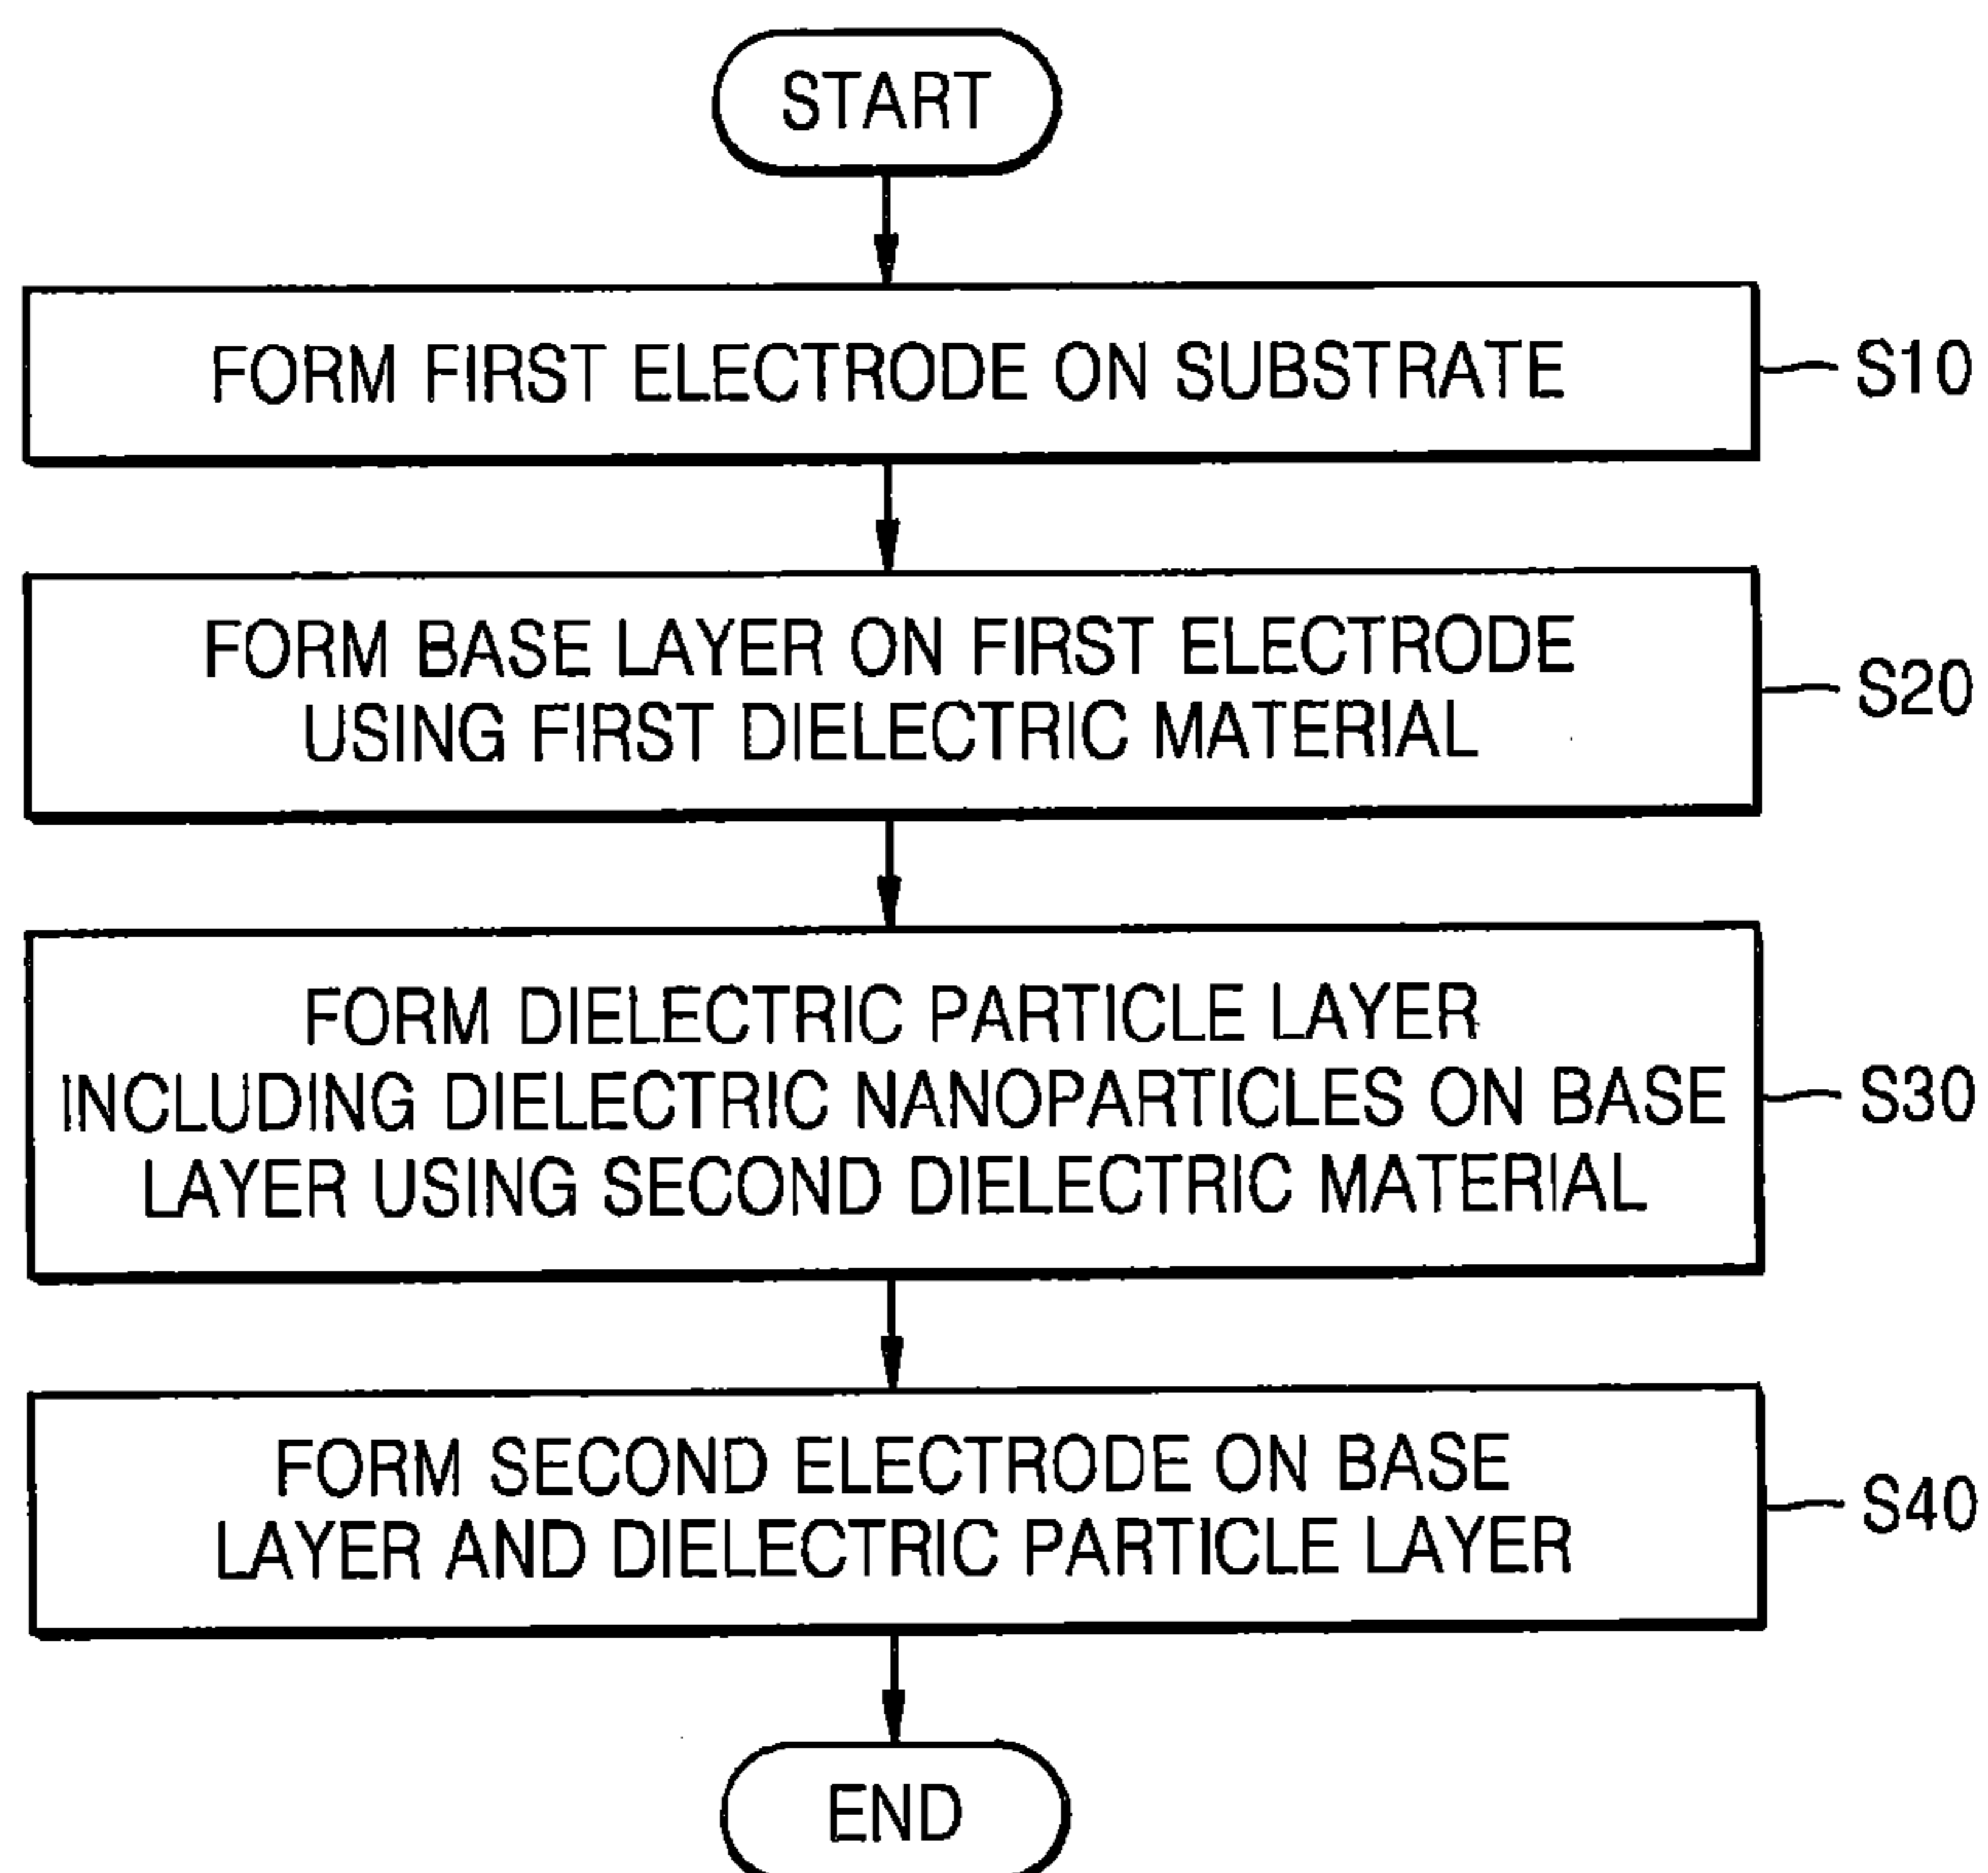 START
FORM FIRST ELECTRODE ON SUBSTRATE
S10
FORM BASE LAYER ON FIRST ELECTRODE
USING FIRST DIELECTRIC MATERIAL
S20
FORM DIELECTRIC PARTICLE LAYER
INCLUDING DIELECTRIC NANOPARTICLES ON BASE
LAYER USING SECOND DIELECTRIC MATERIAL
S30
FORM SECOND ELECTRODE ON BASE
LAYER AND DIELECTRIC PARTICLE LAYER
S40
END